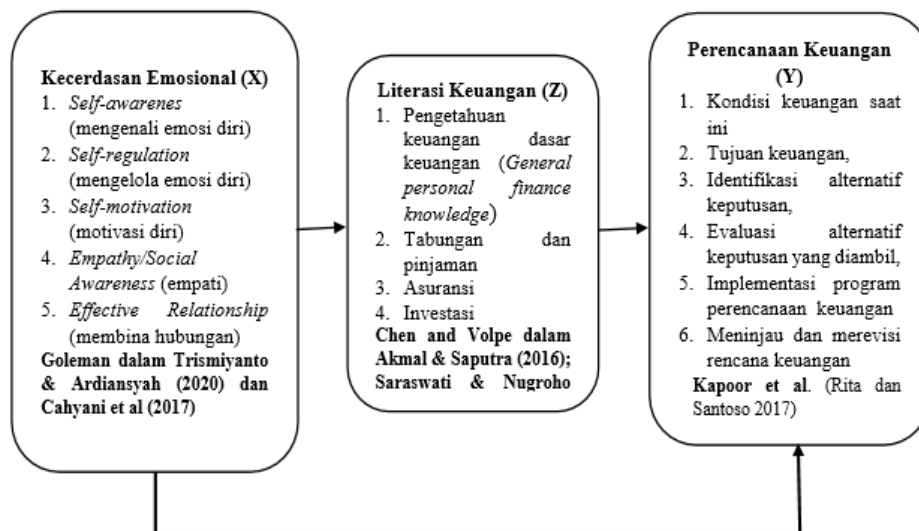 Kecerdasan Emosional (X)
1. Self-awarenes
(mengenali emosi diri)
2. Self-regulation
(mengelola emosi diri)
3. Self-motivation
(motivasi diri)
4. Empathy/Social
Awareness (empati)
5. Effective Relationship
(membina hubungan)
Goleman dalam Trismiyanto
& Ardiansyah (2020) dan
Cahyani et al (2017)
Literasi Keuangan (Z)
1. Pengetahuan
keuangan dasar
keuangan (General
personal finance
knowledge)
2. Tabungan dan
pinjaman
3. Asuransi
4. Investasi
Chen and Volpe dalam
Akmal & Saputra (2016);
Saraswati & Nugroho
Perencanaan Keuangan
(Y)
1. Kondisi keuangan saat
ini
2. Tujuan keuangan,
3. Identifikasi alternatif
keputusan,
4. Evaluasi alternatif
keputusan yang diambil,
5. Implementasi program
perencanaan keuangan
6. Meninjau dan merevisi
rencana keuangan
Kapoor et al. (Rita dan
Santoso 2017)